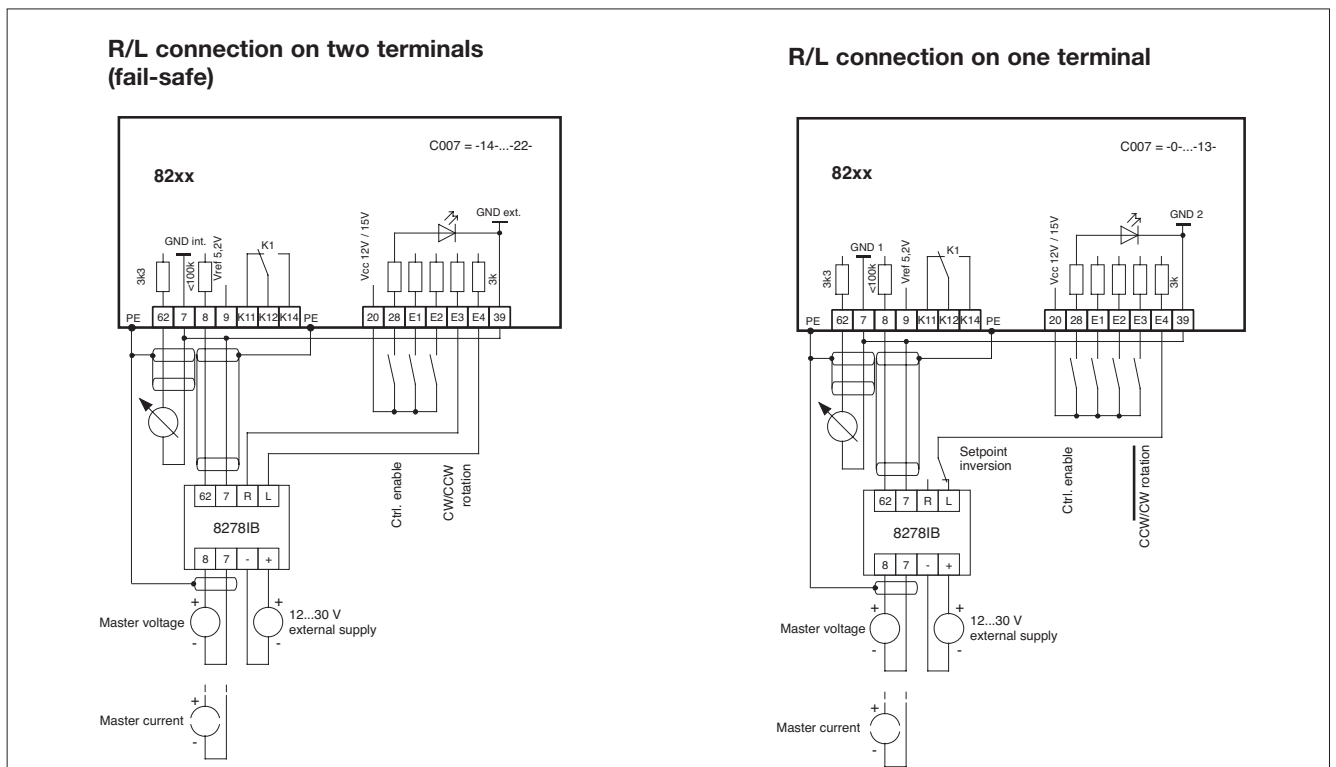 R/L connection on two terminals
(fail-safe)
C007 = -14-...-22-
82xx
GND ext.
GND int.
K1
3k3
<100k
Vref 5,2V
Vcc 12V / 15V
3k
PE
62 7 8 9 K11 K12 K14
PE
20 28 E1 E2 E3 E4 39
Ctrl. enable
CW/CCW
rotation
62 7 R L
8278IB
8 7 - +
+
Master voltage
-
+
12...30 V
external supply
-
+
Master current
-
R/L connection on one terminal
C007 = -0-...-13-
82xx
GND 2
GND 1
K1
3k3
<100k
Vref 5,2V
Vcc 12V / 15V
3k
PE
62 7 8 9 K11 K12 K14
PE
20 28 E1 E2 E3 E4 39
Setpoint
inversion
Ctrl. enable
CCW/CW rotation
62 7 R L
8278IB
8 7 - +
+
Master voltage
-
+
12...30 V
external supply
-
+
Master current
-